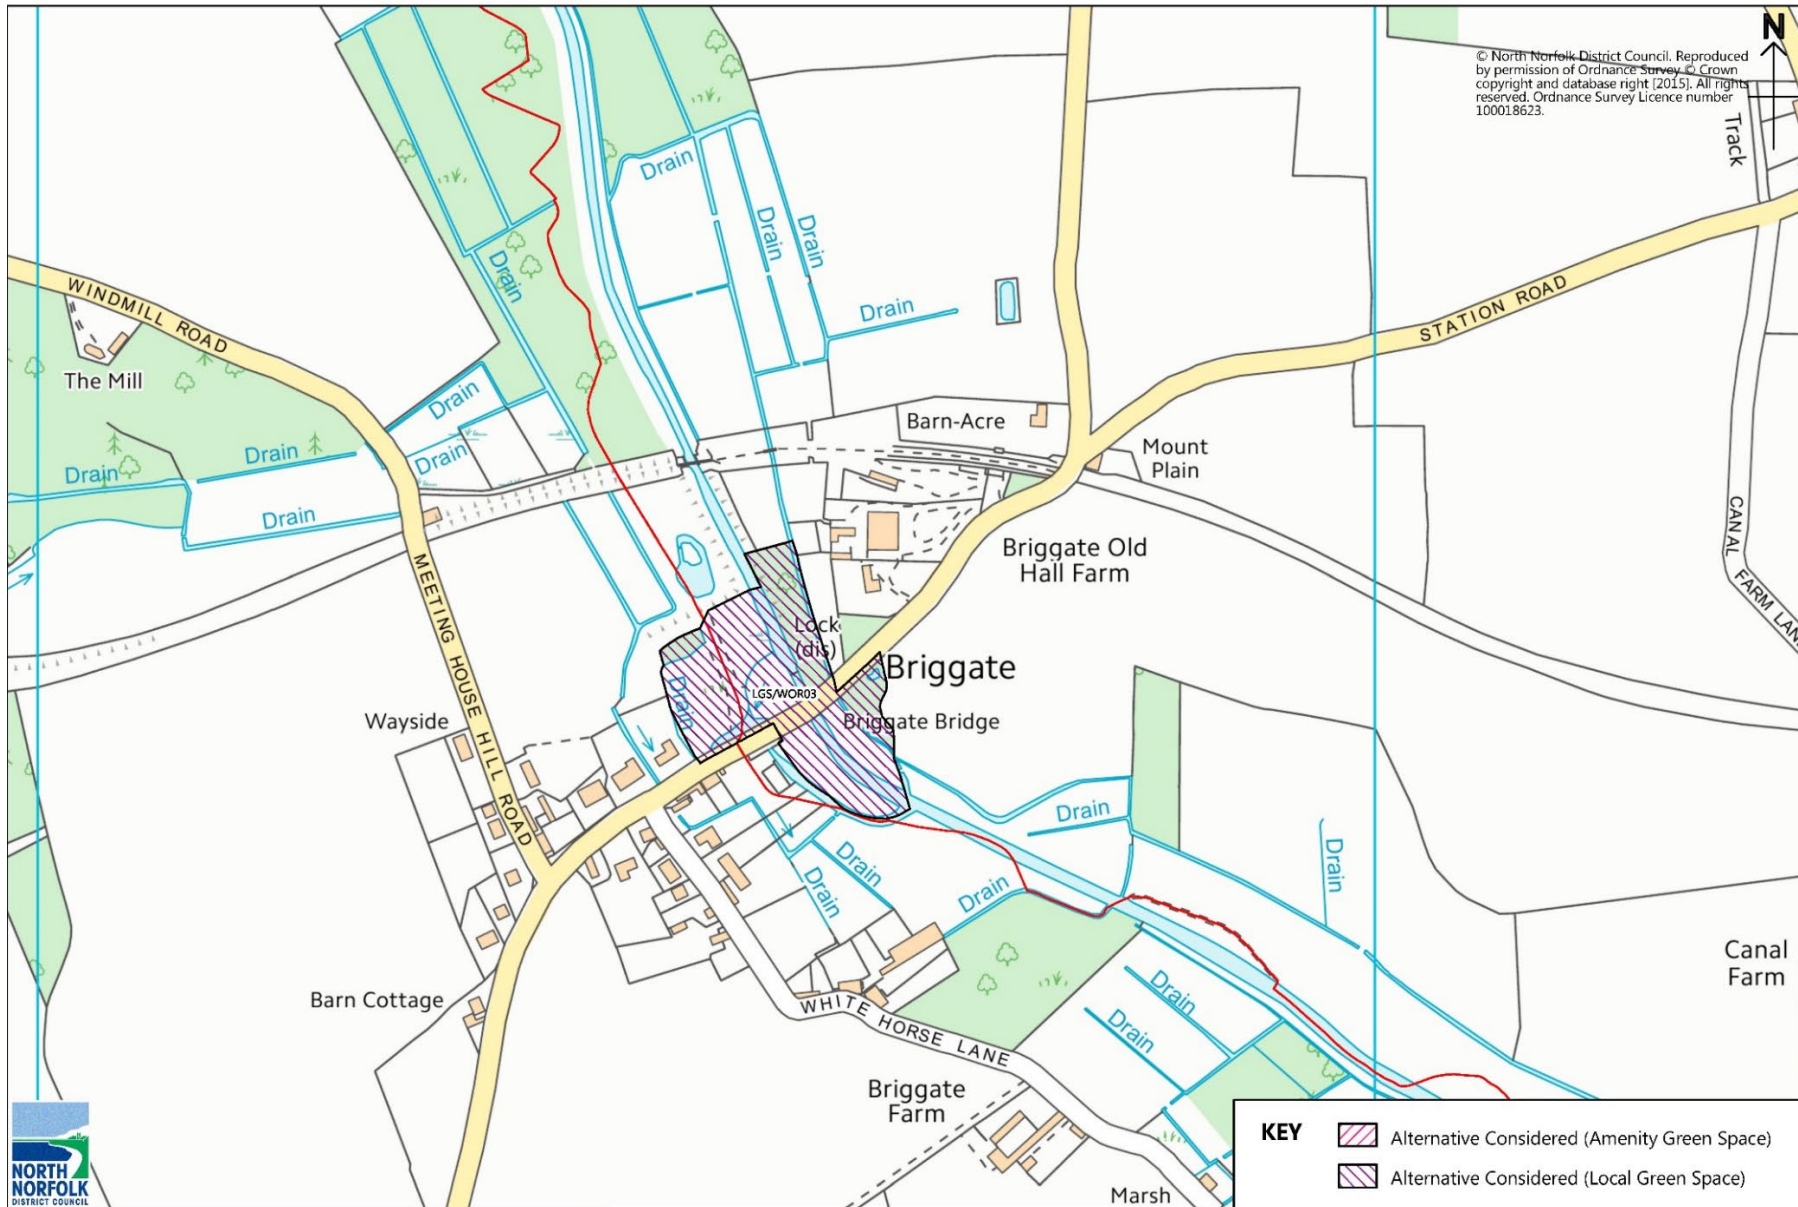 N
© North Norfolk District Council. Reproduced
by permission of Ordnance Survey © Crown
copyright and database right [2015]. All rights
reserved. Ordnance Survey Licence number
100018623.
Track
Drain
Drain
Drain
Drain
Drain
WINDMILL ROAD
STATION ROAD
The Mill
Drain
Drain
Drain
Drain
Drain
Barn-Acre
Mount
Plain
CANAL FARM LANE
Briggate Old
Hall Farm
MEETING HOUSE HILL ROAD
Lock
(dis)
Briggate
LGS/WOR03
Drain
Wayside
Briggate Bridge
Drain
Drain
Drain
Drain
Drain
Canal
Farm
Barn Cottage
WHITE HORSE LANE
Drain
Drain
Briggate
Farm
Marsh
NORTH
NORFOLK
DISTRICT COUNCIL
KEY
Alternative Considered (Amenity Green Space)
Alternative Considered (Local Green Space)